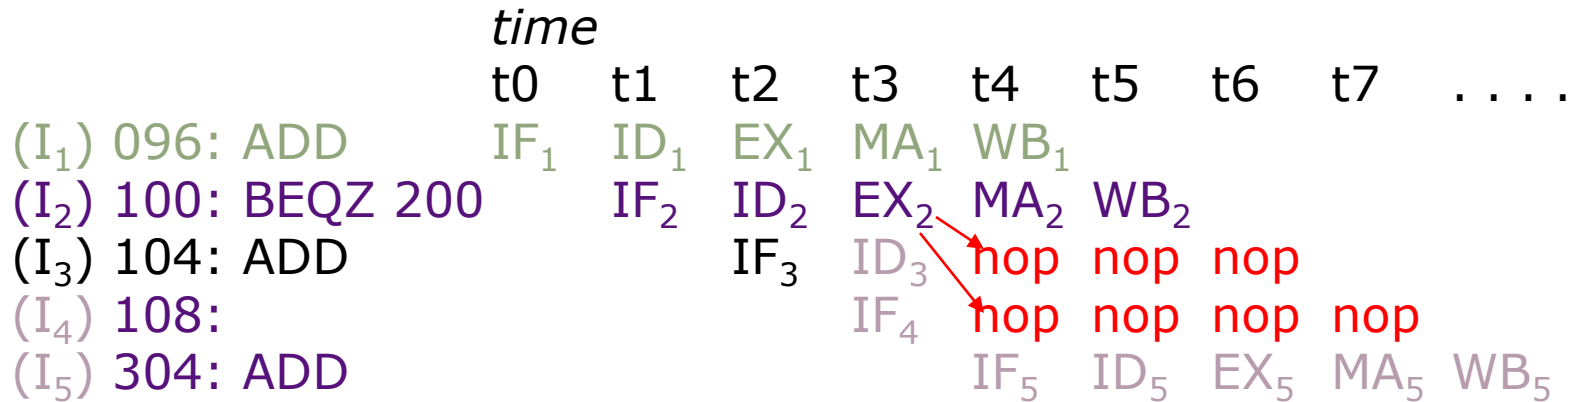 time
t0 t1 t2 t3 t4 t5 t6 t7 . . . .
(I₁) 096: ADD IF₁ ID₁ EX₁ MA₁ WB₁
(I₂) 100: BEQZ 200 IF₂ ID₂ EX₂ MA₂ WB₂
(I₃) 104: ADD IF₃ ID₃ nop nop nop
(I₄) 108: IF₄ nop nop nop nop
(I₅) 304: ADD IF₅ ID₅ EX₅ MA₅ WB₅